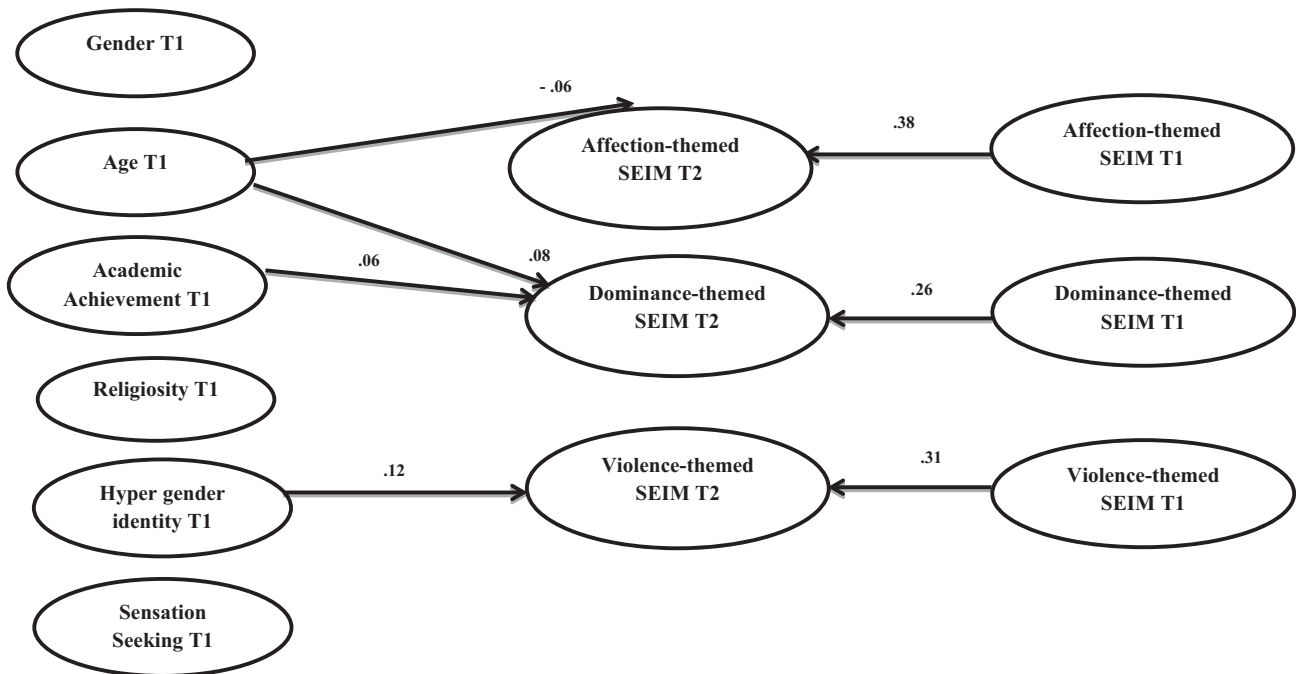 Gender T1
Age T1
Academic
Achievement T1
Religiosity T1
Hyper gender
identity T1
Sensation
Seeking T1
- .06
.08
.06
.12
Affection-themed
SEIM T2
Dominance-themed
SEIM T2
Violence-themed
SEIM T2
.38
.26
.31
Affection-themed
SEIM T1
Dominance-themed
SEIM T1
Violence-themed
SEIM T1